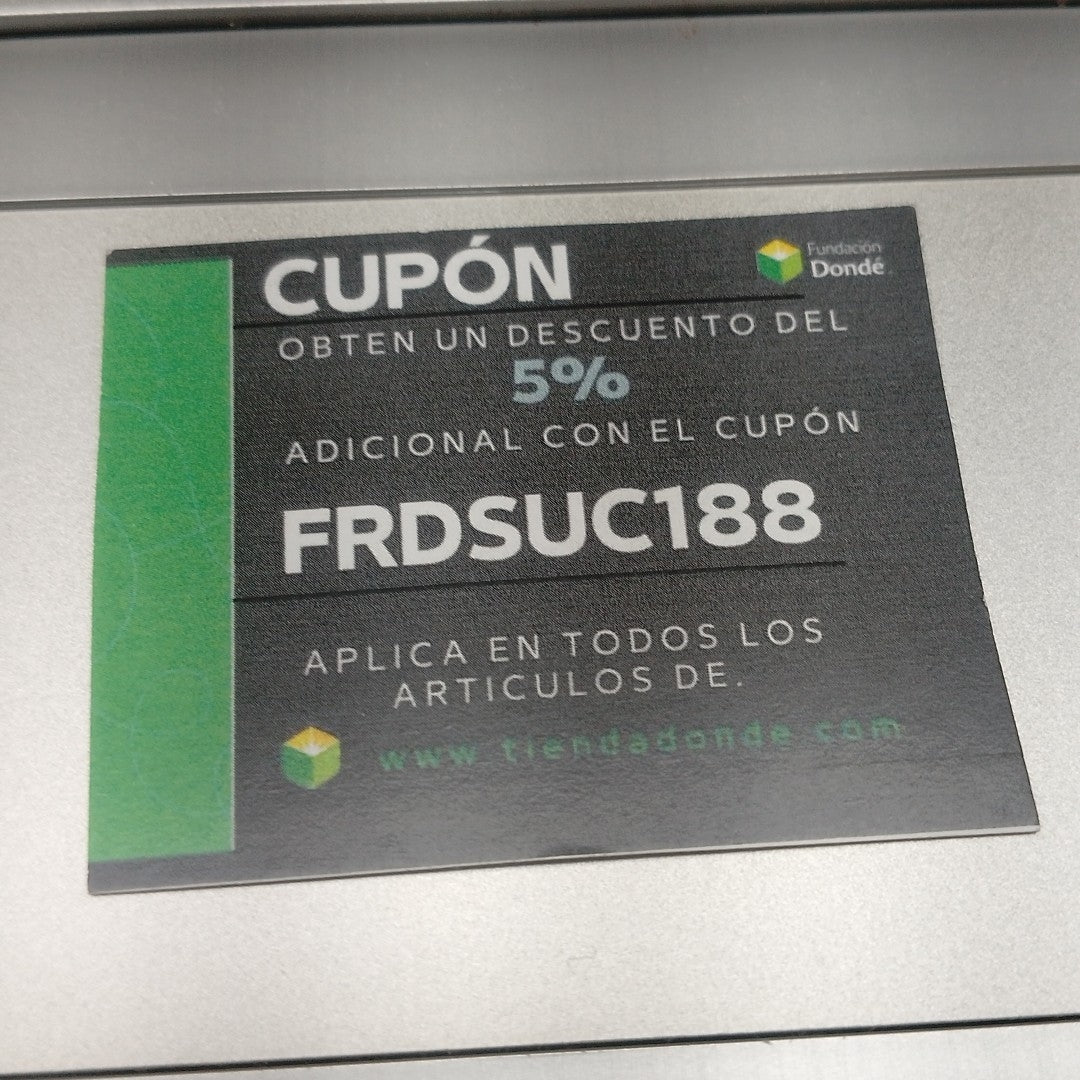 CUPÓN
Fundación
Dondé
OBTEN UN DESCUENTO DEL
5%
ADICIONAL CON EL CUPÓN
FRDSUC188
APLICA EN TODOS LOS
ARTICULOS DE.
www.tiendadonde.com